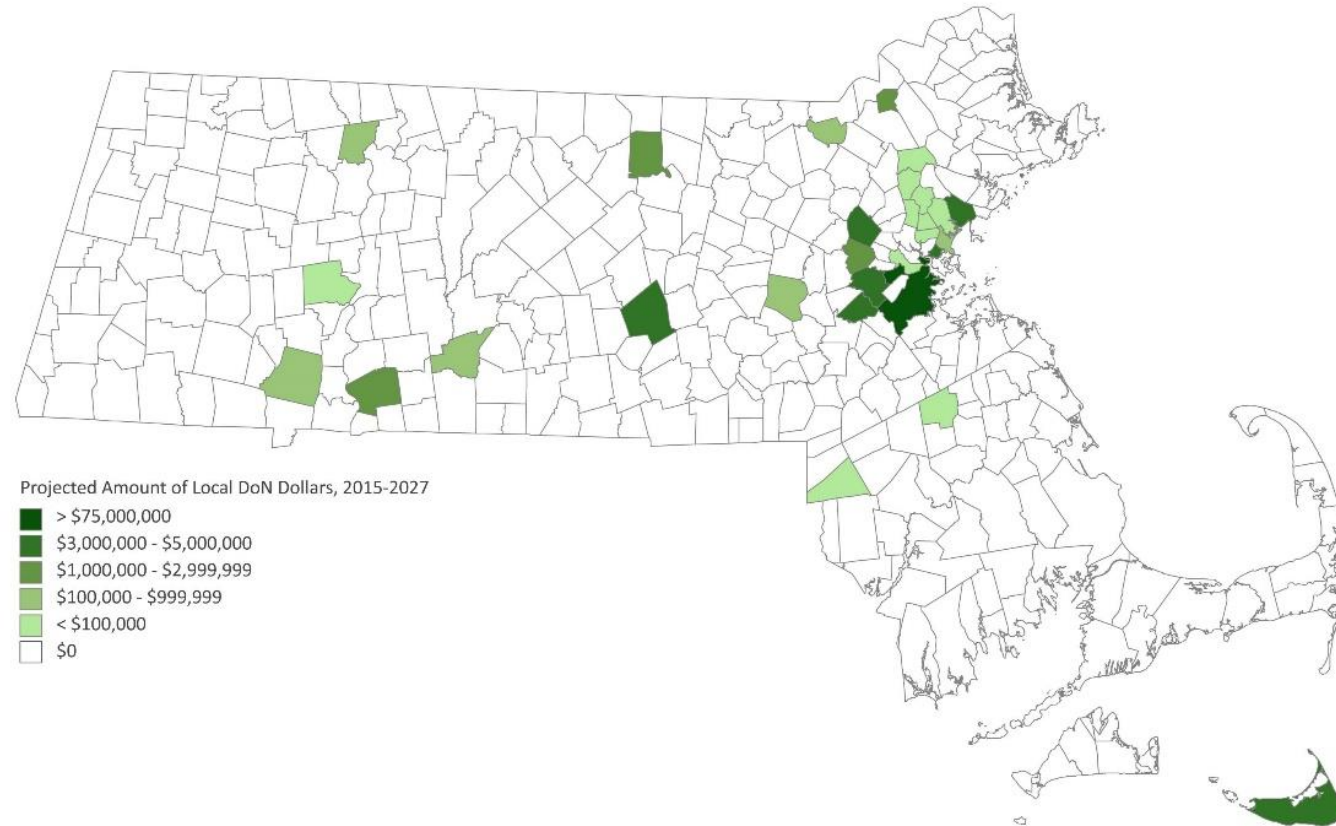 Projected Amount of Local DoN Dollars, 2015-2027
> $75,000,000
$3,000,000 - $5,000,000
$1,000,000 - $2,999,999
$100,000 - $999,999
< $100,000
$0